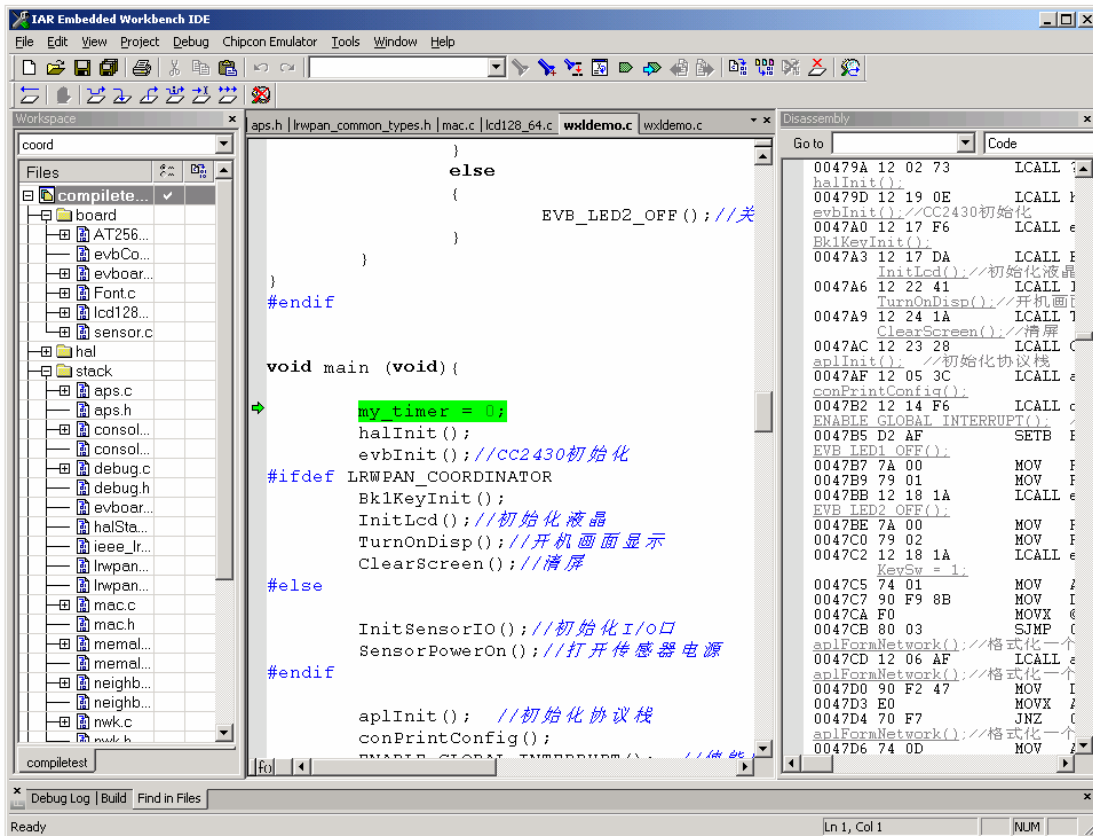 IAR Embedded Workbench IDE
File Edit View Project Debug Chipcon Emulator Tools Window Help
Workspace
coord
Files
compilete...
board
AT256...
evbCo...
evboar...
Font.c
lcd128...
sensor.c
hal
stack
aps.c
aps.h
consol...
consol...
debug.c
debug.h
evboar...
halSta...
ieee_lr...
lrwpan...
lrwpan...
mac.c
mac.h
memal...
memal...
neighb...
neighb...
nwk.c
nwk.h
compiletest
aps.h | lrwpan_common_types.h | mac.c | lcd128_64.c wxldemo.c wxldemo.c
}
else
{
EVB_LED2_OFF();//关
}
}
}
#endif
void main (void){
my_timer = 0;
halInit();
evbInit();//CC2430初始化
#ifdef LRWPAN_COORDINATOR
Bk1KeyInit();
InitLcd();//初始化液晶
TurnOnDisp();//开机画面显示
ClearScreen();//清屏
#else
InitSensorIO();//初始化I/O口
SensorPowerOn();//打开传感器电源
#endif
aplInit(); //初始化协议栈
conPrintConfig();
ENABLE_GLOBAL_INTERRUPT(); //使能
f()
Disassembly
Go to Code
00479A 12 02 73 LCALL ?
halInit();
00479D 12 19 0E LCALL h
evbInit();//CC2430初始化
0047A0 12 17 F6 LCALL e
Bk1KeyInit();
0047A3 12 17 DA LCALL B
InitLcd();//初始化液晶
0047A6 12 22 41 LCALL I
TurnOnDisp();//开机画面
0047A9 12 24 1A LCALL T
ClearScreen();//清屏
0047AC 12 23 28 LCALL C
aplInit(); //初始化协议栈
0047AF 12 05 3C LCALL a
conPrintConfig();
0047B2 12 14 F6 LCALL c
ENABLE_GLOBAL_INTERRUPT(); /
0047B5 D2 AF SETB E
EVB_LED1_OFF();
0047B7 7A 00 MOV R
0047B9 79 01 MOV R
0047BB 12 18 1A LCALL e
EVB_LED2_OFF();
0047BE 7A 00 MOV R
0047C0 79 02 MOV R
0047C2 12 18 1A LCALL e
KeySw = 1;
0047C5 74 01 MOV A
0047C7 90 F9 8B MOV D
0047CA F0 MOVX @
0047CB 80 03 SJMP 0
aplFormNetwork();//格式化一个
0047CD 12 06 AF LCALL a
aplFormNetwork();//格式化一个
0047D0 90 F2 47 MOV D
0047D3 E0 MOVX A
0047D4 70 F7 JNZ 0
aplFormNetwork();//格式化一个
0047D6 74 0D MOV A
Debug Log | Build Find in Files
Ready Ln 1, Col 1 NUM